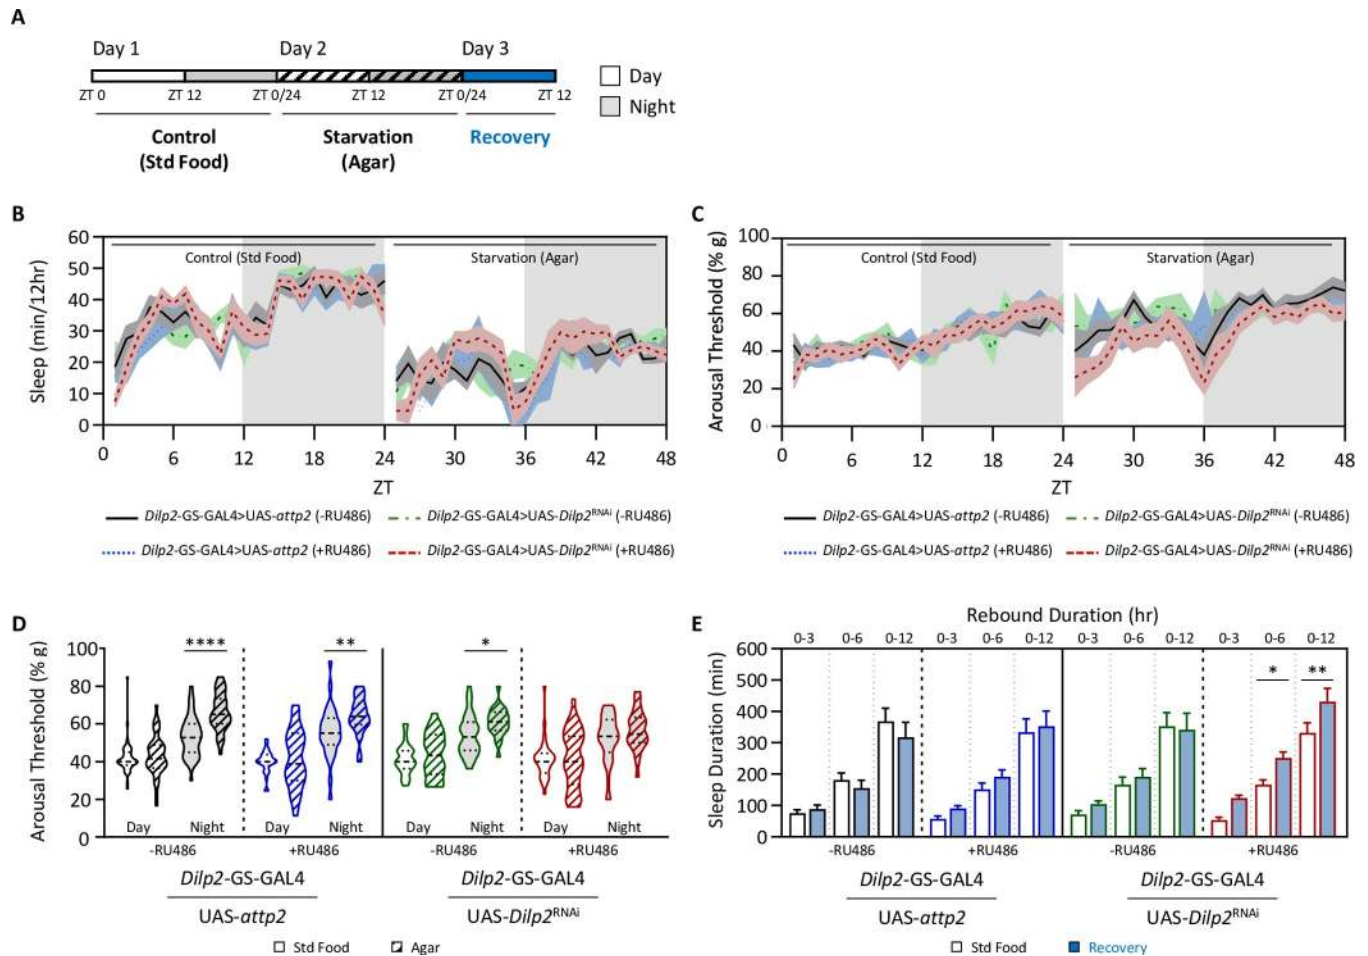 A
Day 1 Day 2 Day 3
Day
Night
ZT 0 ZT 12 ZT 0/24 ZT 12 ZT 0/24 ZT 12
Control Starvation Recovery
(Std Food) (Agar)
B
Sleep (min/12hr)
60
50
40
30
20
10
0
Control (Std Food) Starvation (Agar)
0 6 12 18 24 30 36 42 48
ZT
Dilp2-GS-GAL4>UAS-attp2 (-RU486) Dilp2-GS-GAL4>UAS-Dilp2RNAi (-RU486)
Dilp2-GS-GAL4>UAS-attp2 (+RU486) Dilp2-GS-GAL4>UAS-Dilp2RNAi (+RU486)
C
Arousal Threshold (% g)
100
80
60
40
20
0
Control (Std Food) Starvation (Agar)
0 6 12 18 24 30 36 42 48
ZT
Dilp2-GS-GAL4>UAS-attp2 (-RU486) Dilp2-GS-GAL4>UAS-Dilp2RNAi (-RU486)
Dilp2-GS-GAL4>UAS-attp2 (+RU486) Dilp2-GS-GAL4>UAS-Dilp2RNAi (+RU486)
D
Arousal Threshold (% g)
100
80
60
40
20
0
**** ** *
Day Night Day Night Day Night Day Night
-RU486 +RU486 -RU486 +RU486
Dilp2-GS-GAL4 Dilp2-GS-GAL4
UAS-attp2 UAS-Dilp2RNAi
Std Food Agar
E
Rebound Duration (hr)
0-3 0-6 0-12 0-3 0-6 0-12 0-3 0-6 0-12 0-3 0-6 0-12
Sleep Duration (min)
600
500
400
300
200
100
0
* **
-RU486 +RU486 -RU486 +RU486
Dilp2-GS-GAL4 Dilp2-GS-GAL4
UAS-attp2 UAS-Dilp2RNAi
Std Food Recovery